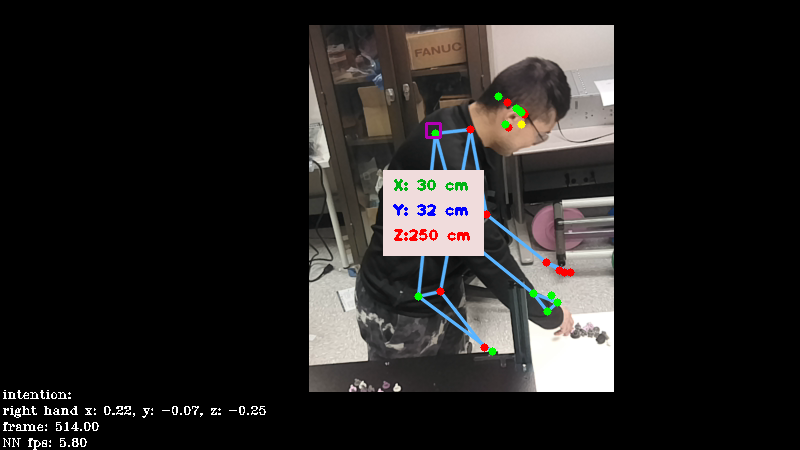 FANUC
X: 30 cm
Y: 32 cm
Z:250 cm
intention:
right hand x: 0.22, y: -0.07, z: -0.25
frame: 514.00
NN fps: 5.80